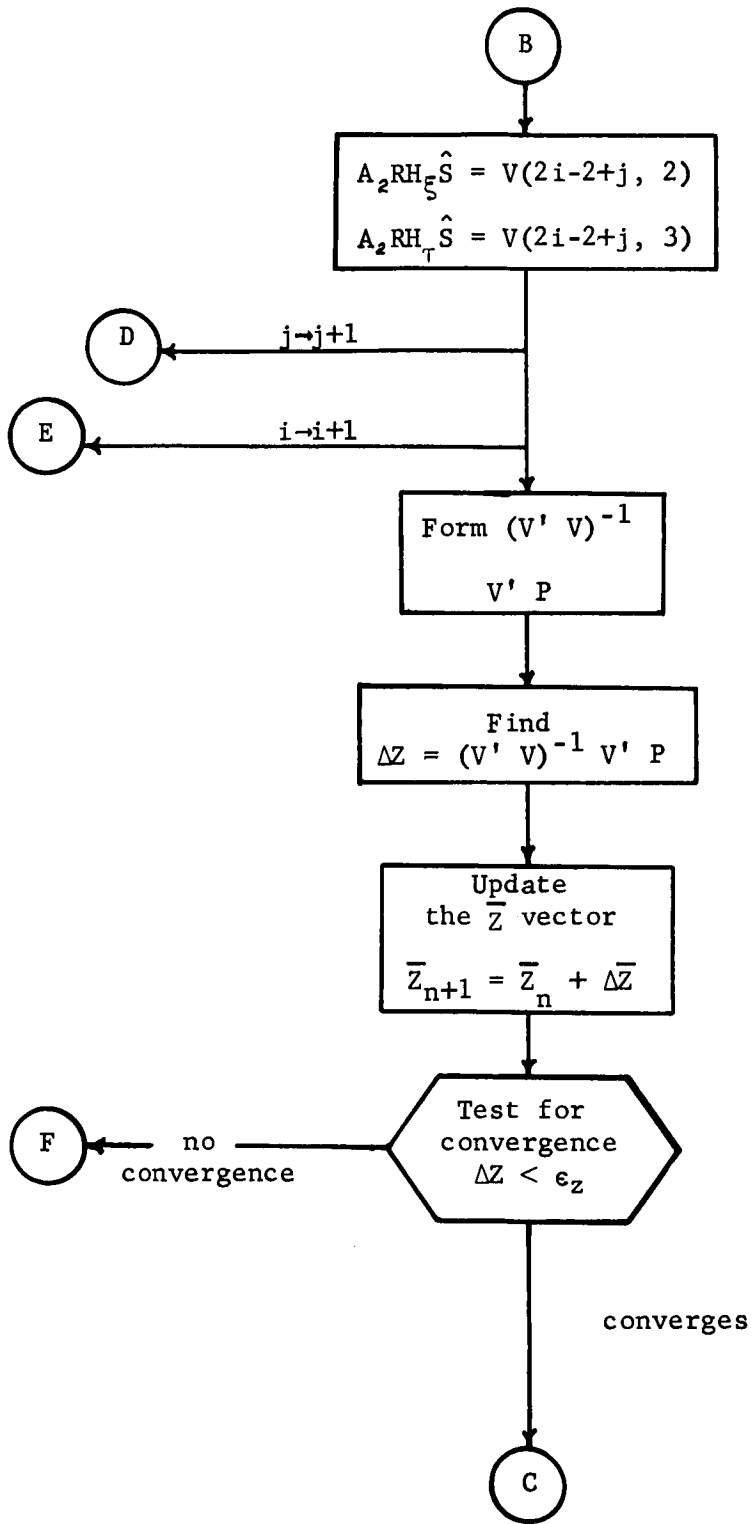 B
A₂RH_ξŜ = V(2i-2+j, 2)
A₂RH_τŜ = V(2i-2+j, 3)
D
j→j+1
E
i→i+1
Form (V' V)⁻¹
V' P
Find
ΔZ = (V' V)⁻¹ V' P
Update
the Z̅ vector
Z̅ₙ₊₁ = Z̅ₙ + ΔZ̅
F
no
convergence
Test for
convergence
ΔZ < ϵ_z
converges
C